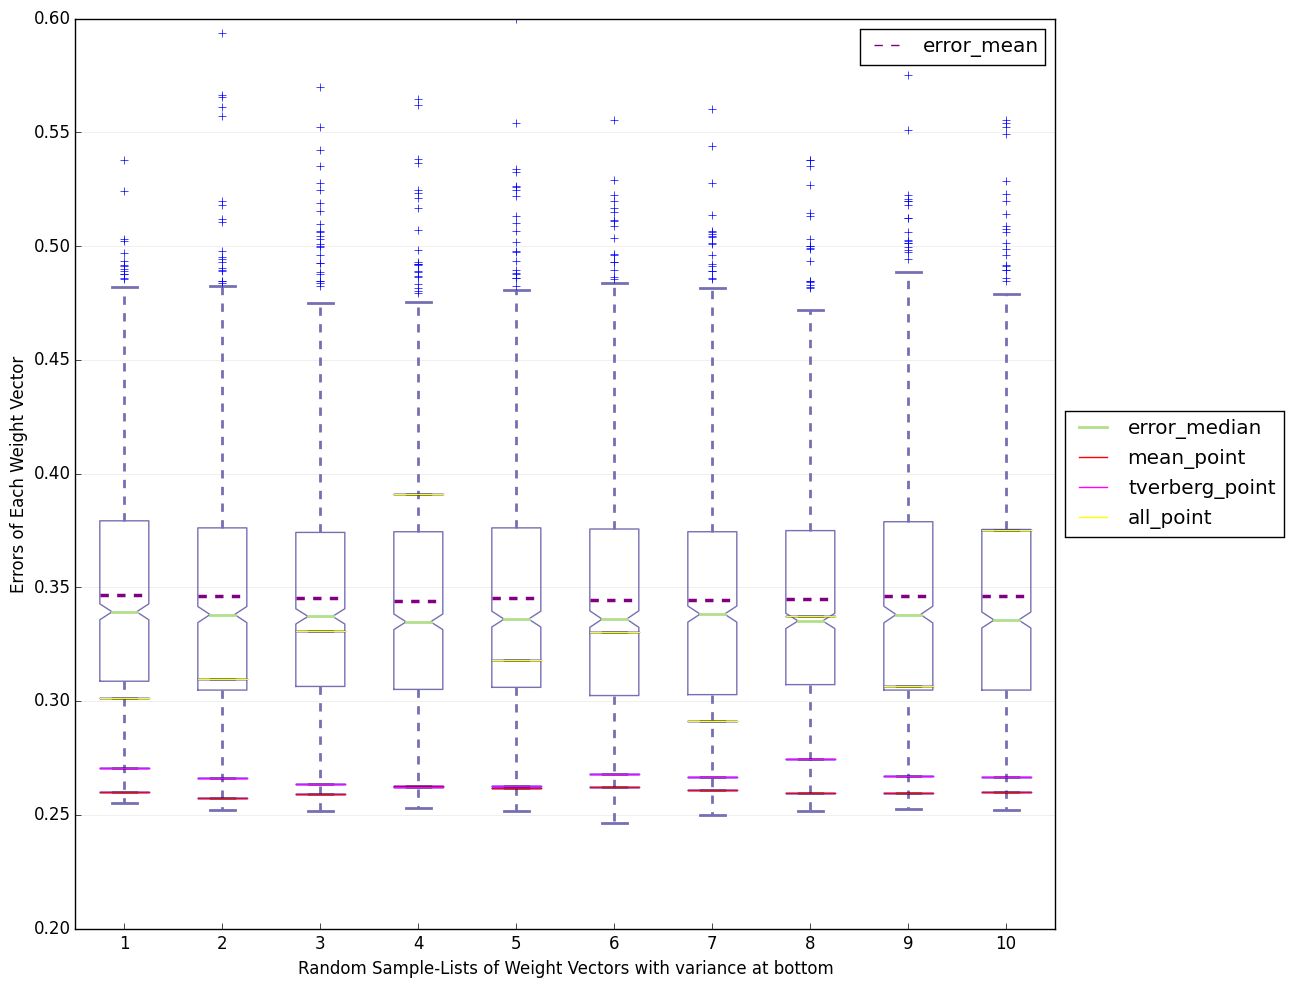 0.60
0.55
0.50
0.45
0.40
0.35
0.30
0.25
0.20
Errors of Each Weight Vector
1 2 3 4 5 6 7 8 9 10
Random Sample-Lists of Weight Vectors with variance at bottom
error_mean
error_median
mean_point
tverberg_point
all_point